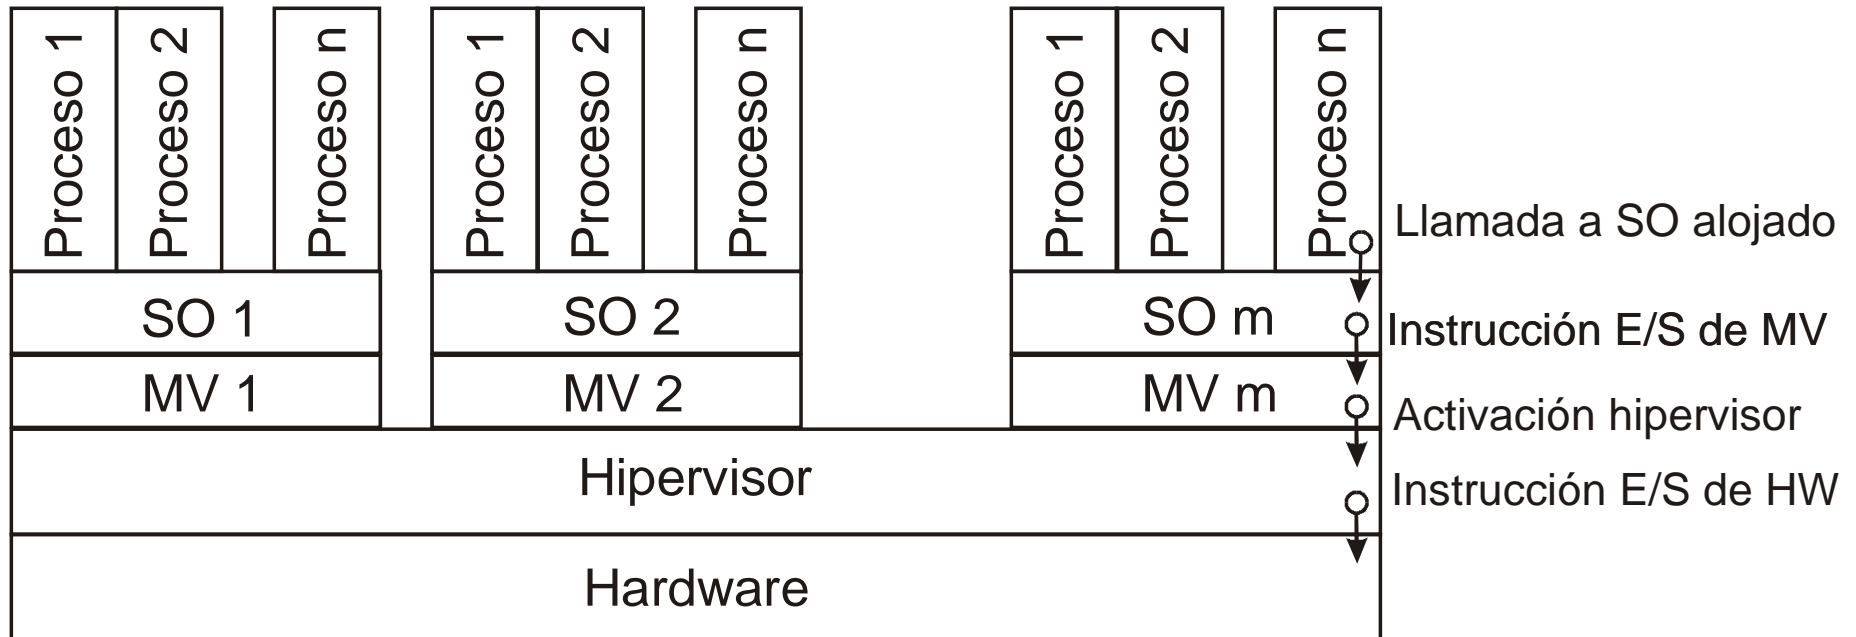 Proceso 1
Proceso 2
Proceso n
Proceso 1
Proceso 2
Proceso n
Proceso 1
Proceso 2
Proceso n
Llamada a SO alojado
SO 1
SO 2
SO m
Instrucción E/S de MV
MV 1
MV 2
MV m
Activación hipervisor
Hipervisor
Instrucción E/S de HW
Hardware